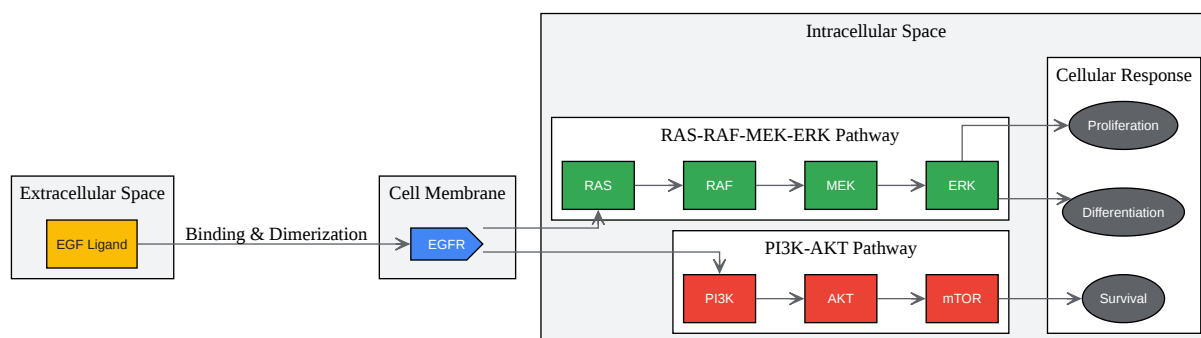 Intracellular Space
Cellular Response
Proliferation
RAS-RAF-MEK-ERK Pathway
RAS
RAF
MEK
ERK
Extracellular Space
Cell Membrane
Differentiation
EGF Ligand
Binding & Dimerization
EGFR
PI3K-AKT Pathway
PI3K
AKT
mTOR
Survival